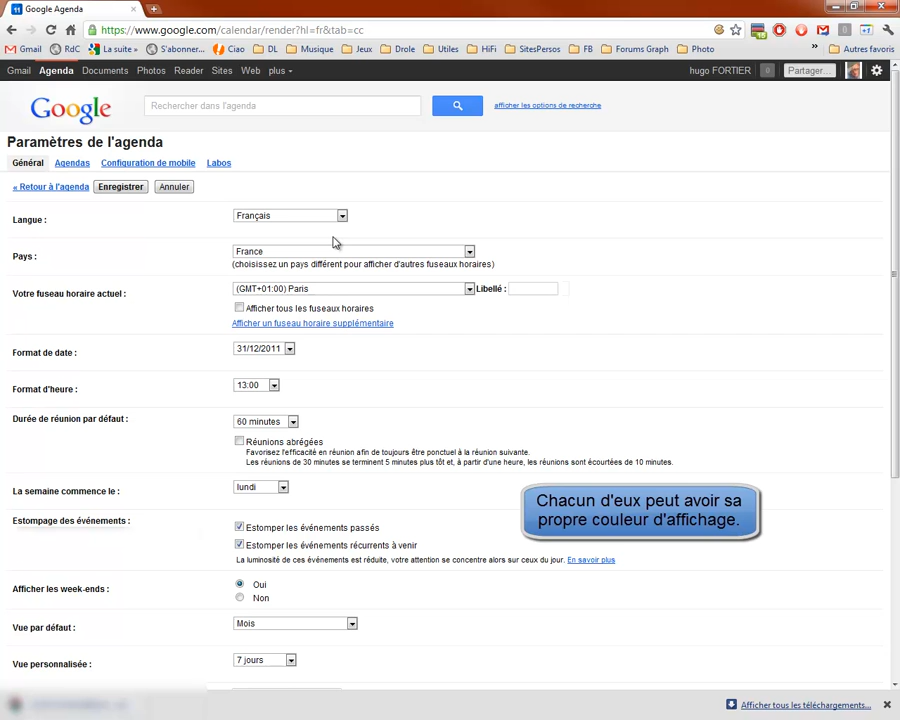 Google Agenda
https://www.google.com/calendar/render?hl=fr&tab=cc
Gmail RdC La suite » S'abonner... Ciao DL Musique Jeux Drole Utiles HiFi SitesPersos FB Forums Graph Photo » Autres favoris
Gmail Agenda Documents Photos Reader Sites Web plus hugo FORTIER 0 Partager...
Google Rechercher dans l'agenda afficher les options de recherche
Paramètres de l'agenda
Général Agendas Configuration de mobile Labos
« Retour à l'agenda Enregistrer Annuler
Langue : Français
Pays : France
(choisissez un pays différent pour afficher d'autres fuseaux horaires)
Votre fuseau horaire actuel : (GMT+01:00) Paris Libellé :
Afficher tous les fuseaux horaires
Afficher un fuseau horaire supplémentaire
Format de date : 31/12/2011
Format d'heure : 13:00
Durée de réunion par défaut : 60 minutes
Réunions abrégées
Favorisez l'efficacité en réunion afin de toujours être ponctuel à la réunion suivante.
Les réunions de 30 minutes se terminent 5 minutes plus tôt et, à partir d'une heure, les réunions sont écourtées de 10 minutes.
La semaine commence le : lundi
Chacun d'eux peut avoir sa
propre couleur d'affichage.
Estompage des événements :
Estomper les événements passés
Estomper les événements récurrents à venir
La luminosité de ces événements est réduite, votre attention se concentre alors sur ceux du jour. En savoir plus
Afficher les week-ends : Oui
Non
Vue par défaut : Mois
Vue personnalisée : 7 jours
Afficher tous les téléchargements...